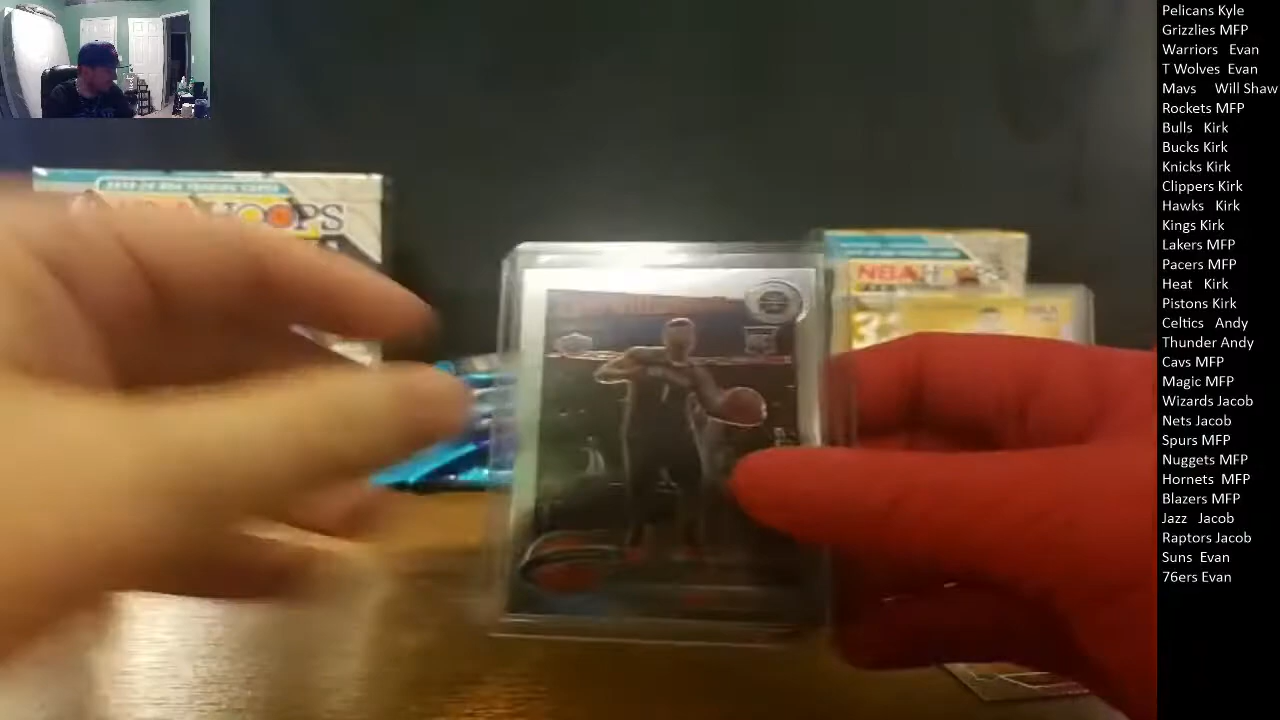 Pelicans Kyle
Grizzlies MFP
Warriors Evan
T Wolves Evan
Mavs Will Shaw
Rockets MFP
Bulls Kirk
Bucks Kirk
Knicks Kirk
Clippers Kirk
Hawks Kirk
Kings Kirk
Lakers MFP
Pacers MFP
Heat Kirk
Pistons Kirk
Celtics Andy
Thunder Andy
Cavs MFP
Magic MFP
Wizards Jacob
Nets Jacob
Spurs MFP
Nuggets MFP
Hornets MFP
Blazers MFP
Jazz Jacob
Raptors Jacob
Suns Evan
76ers Evan
HOOPS
NBA